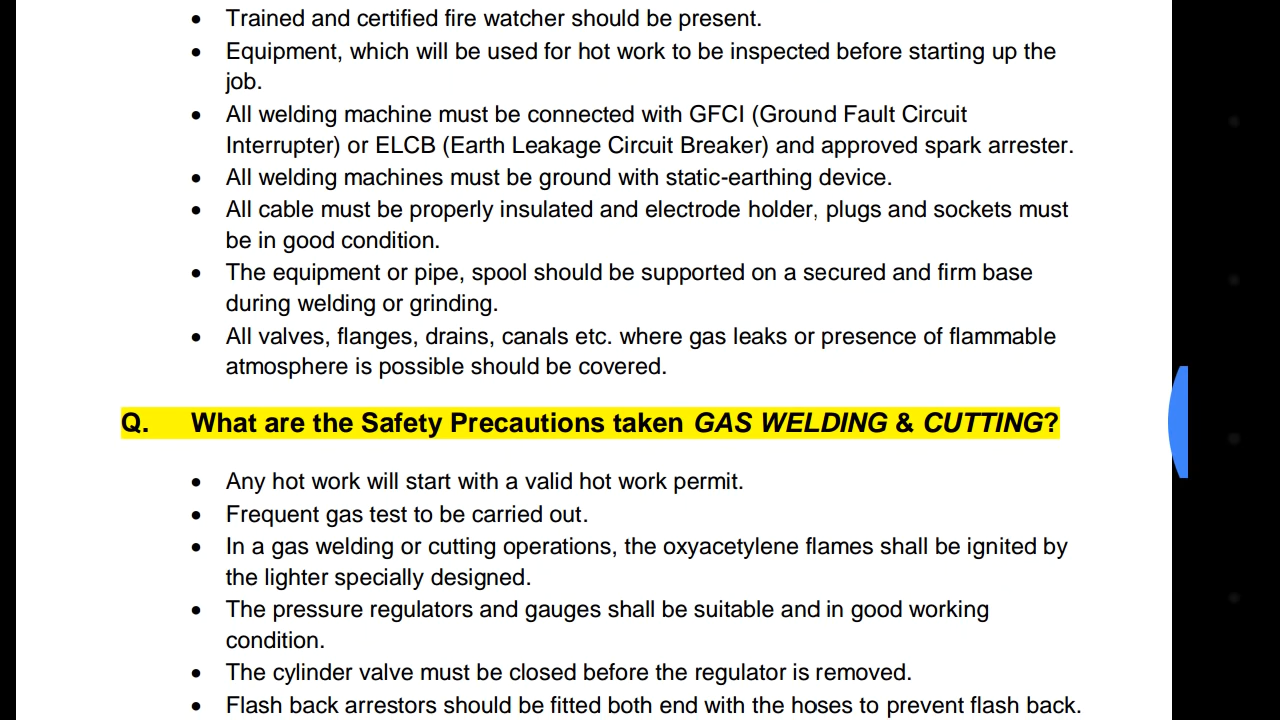 • Trained and certified fire watcher should be present.
• Equipment, which will be used for hot work to be inspected before starting up the
job.
• All welding machine must be connected with GFCI (Ground Fault Circuit
Interrupter) or ELCB (Earth Leakage Circuit Breaker) and approved spark arrester.
• All welding machines must be ground with static-earthing device.
• All cable must be properly insulated and electrode holder, plugs and sockets must
be in good condition.
• The equipment or pipe, spool should be supported on a secured and firm base
during welding or grinding.
• All valves, flanges, drains, canals etc. where gas leaks or presence of flammable
atmosphere is possible should be covered.
Q. What are the Safety Precautions taken GAS WELDING & CUTTING?
• Any hot work will start with a valid hot work permit.
• Frequent gas test to be carried out.
• In a gas welding or cutting operations, the oxyacetylene flames shall be ignited by
the lighter specially designed.
• The pressure regulators and gauges shall be suitable and in good working
condition.
• The cylinder valve must be closed before the regulator is removed.
• Flash back arrestors should be fitted both end with the hoses to prevent flash back.